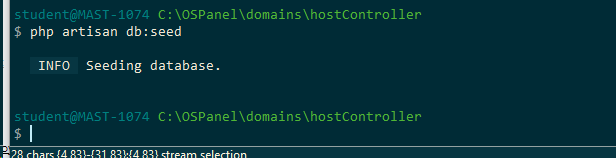 student@MAST-1074 C:\OSPanel\domains\hostController
$ php artisan db:seed
INFO Seeding database.
student@MAST-1074 C:\OSPanel\domains\hostController
$
28 chars {4,83}-{31,83};{4,83} stream selection